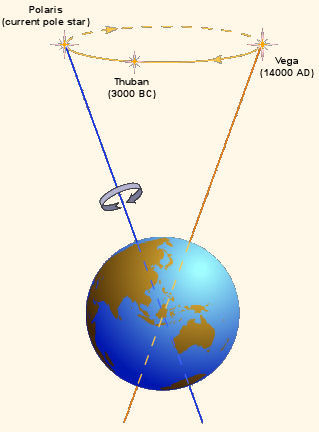 Polaris
(current pole star)
Thuban
(3000 BC)
Vega
(14000 AD)